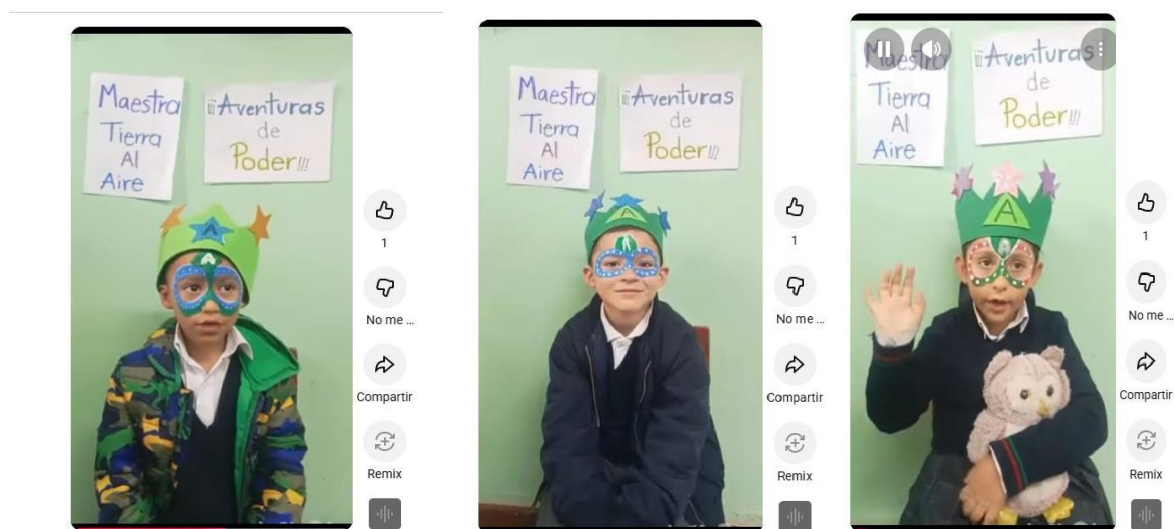 Maestra
Tierra
Al
Aire
¡¡¡Aventuras
de
Poder!!!
A
A
1
No me ...
Compartir
Remix
Maestra
Tierra
Al
Aire
¡¡¡Aventuras
de
Poder!!!
A
A
1
No me ...
Compartir
Remix
Maestra
Tierra
Al
Aire
¡¡¡Aventuras
de
Poder!!!
A
A
1
No me ...
Compartir
Remix